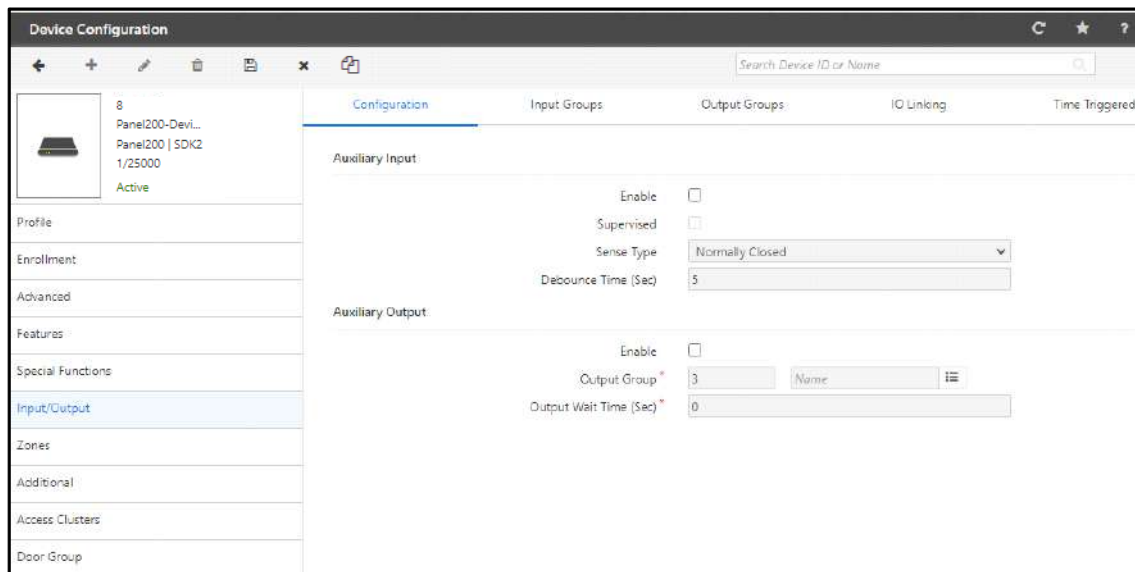 Device Configuration
?
Search Device ID or Name
8
Panel200-Devi...
Panel200 | SDK2
1/25000
Active
Profile
Enrollment
Advanced
Features
Special Functions
Input/Output
Zones
Additional
Access Clusters
Door Group
Configuration Input Groups Output Groups IO Linking Time Triggered
Auxiliary Input
Enable
Supervised
Sense Type Normally Closed
Debounce Time (Sec) 5
Auxiliary Output
Enable
Output Group * 3 Name
Output Wait Time (Sec) * 0